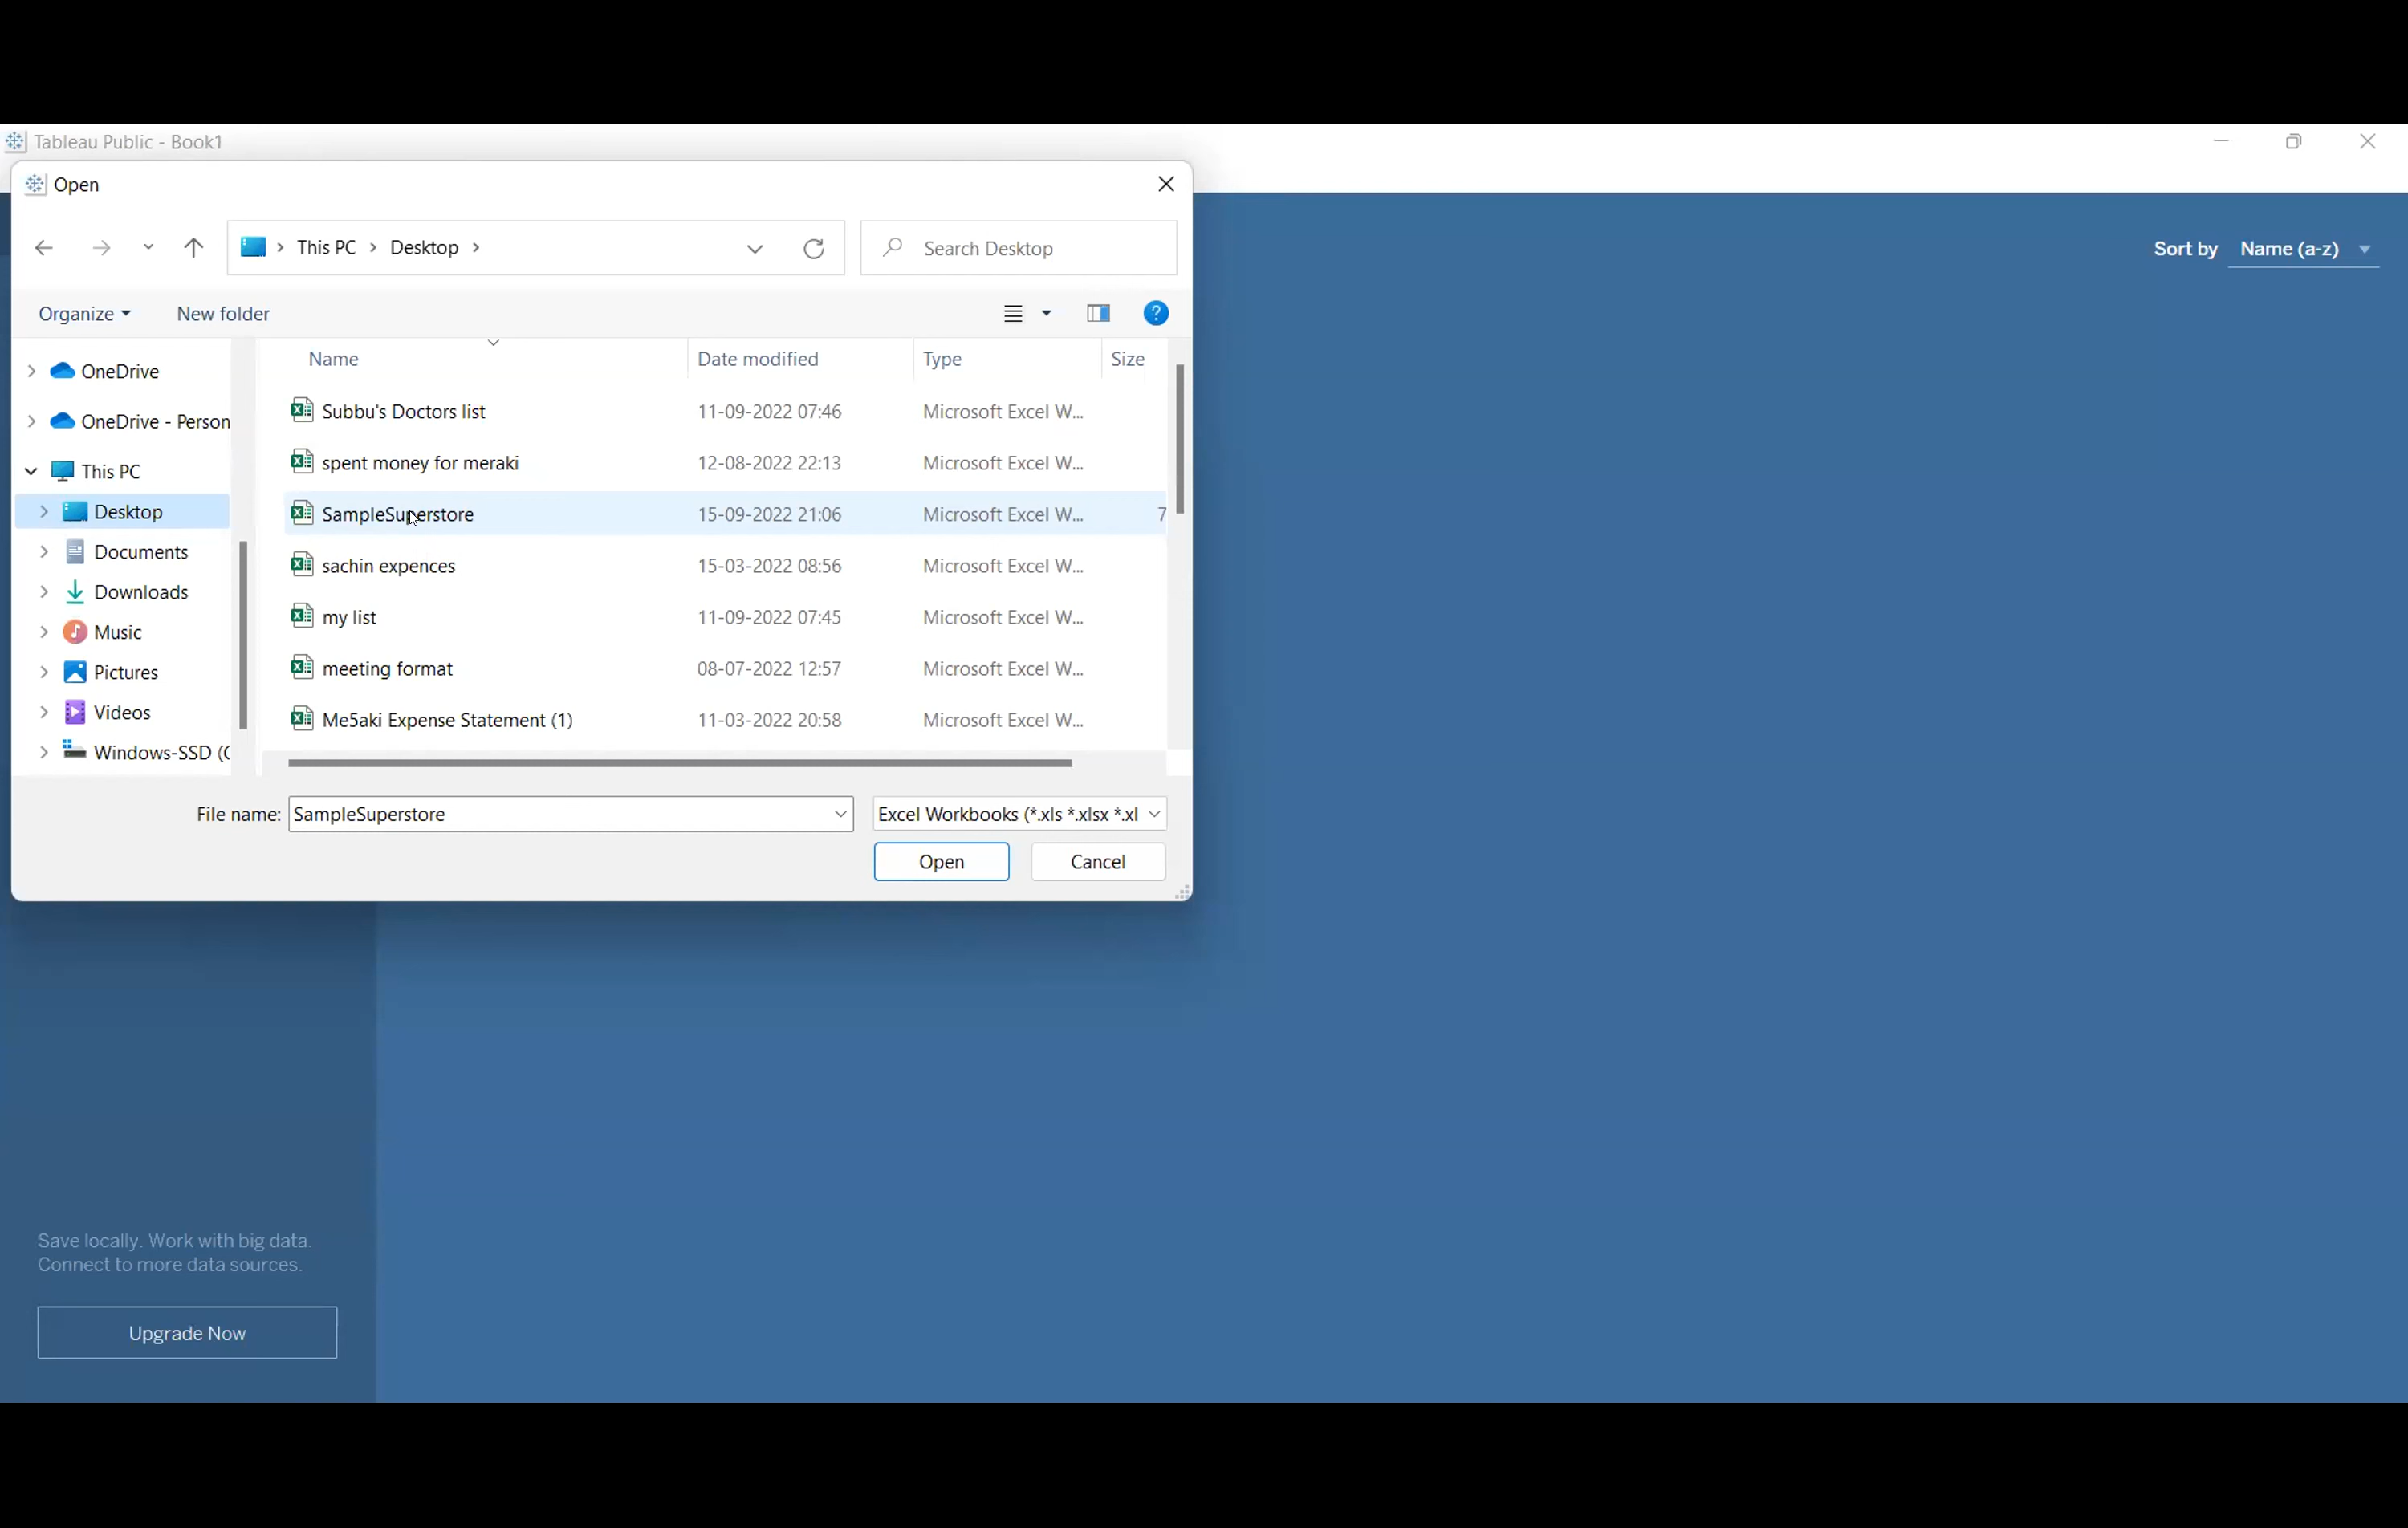 Tableau Public - Book1
Open
This PC Desktop
Search Desktop
Sort by Name (a-z)
Organize New folder
Name Date modified Type Size
OneDrive
OneDrive - Person
This PC
Desktop
Documents
Downloads
Music
Pictures
Videos
Windows-SSD (C
Subbu's Doctors list 11-09-2022 07:46 Microsoft Excel W...
spent money for meraki 12-08-2022 22:13 Microsoft Excel W...
SampleSuperstore 15-09-2022 21:06 Microsoft Excel W... 7
sachin expences 15-03-2022 08:56 Microsoft Excel W...
my list 11-09-2022 07:45 Microsoft Excel W...
meeting format 08-07-2022 12:57 Microsoft Excel W...
Me5aki Expense Statement (1) 11-03-2022 20:58 Microsoft Excel W...
File name: SampleSuperstore Excel Workbooks (*.xls *.xlsx *.xl
Open Cancel
Save locally. Work with big data.
Connect to more data sources.
Upgrade Now